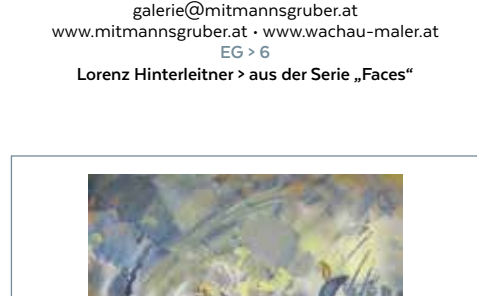 galerie@mitmannsgruber.at
www.mitmannsgruber.at • www.wachau-maler.at
EG > 6
Lorenz Hinterleitner > aus der Serie „Faces“